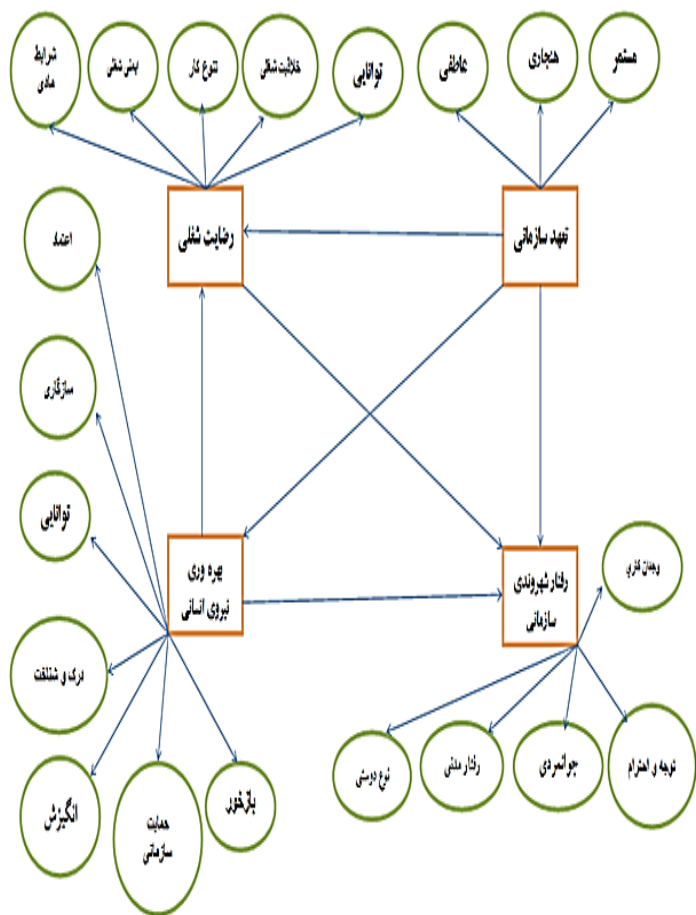 مستمر
هنجاری
عاطفی
توانایی
خلاقیت شغلی
تنوع کار
ایمنی شغلی
شرایط
مادی
تعهد سازمانی
رضایت شغلی
اعتماد
سازگاری
توانایی
درک و شناخت
انگیزش
حمایت
سازمانی
بازخور
بهره وری
نیروی انسانی
رفتار شهروندی
سازمانی
وجدان کاری
توجه و احترام
جوانمردی
رفتار مدنی
نوع دوستی